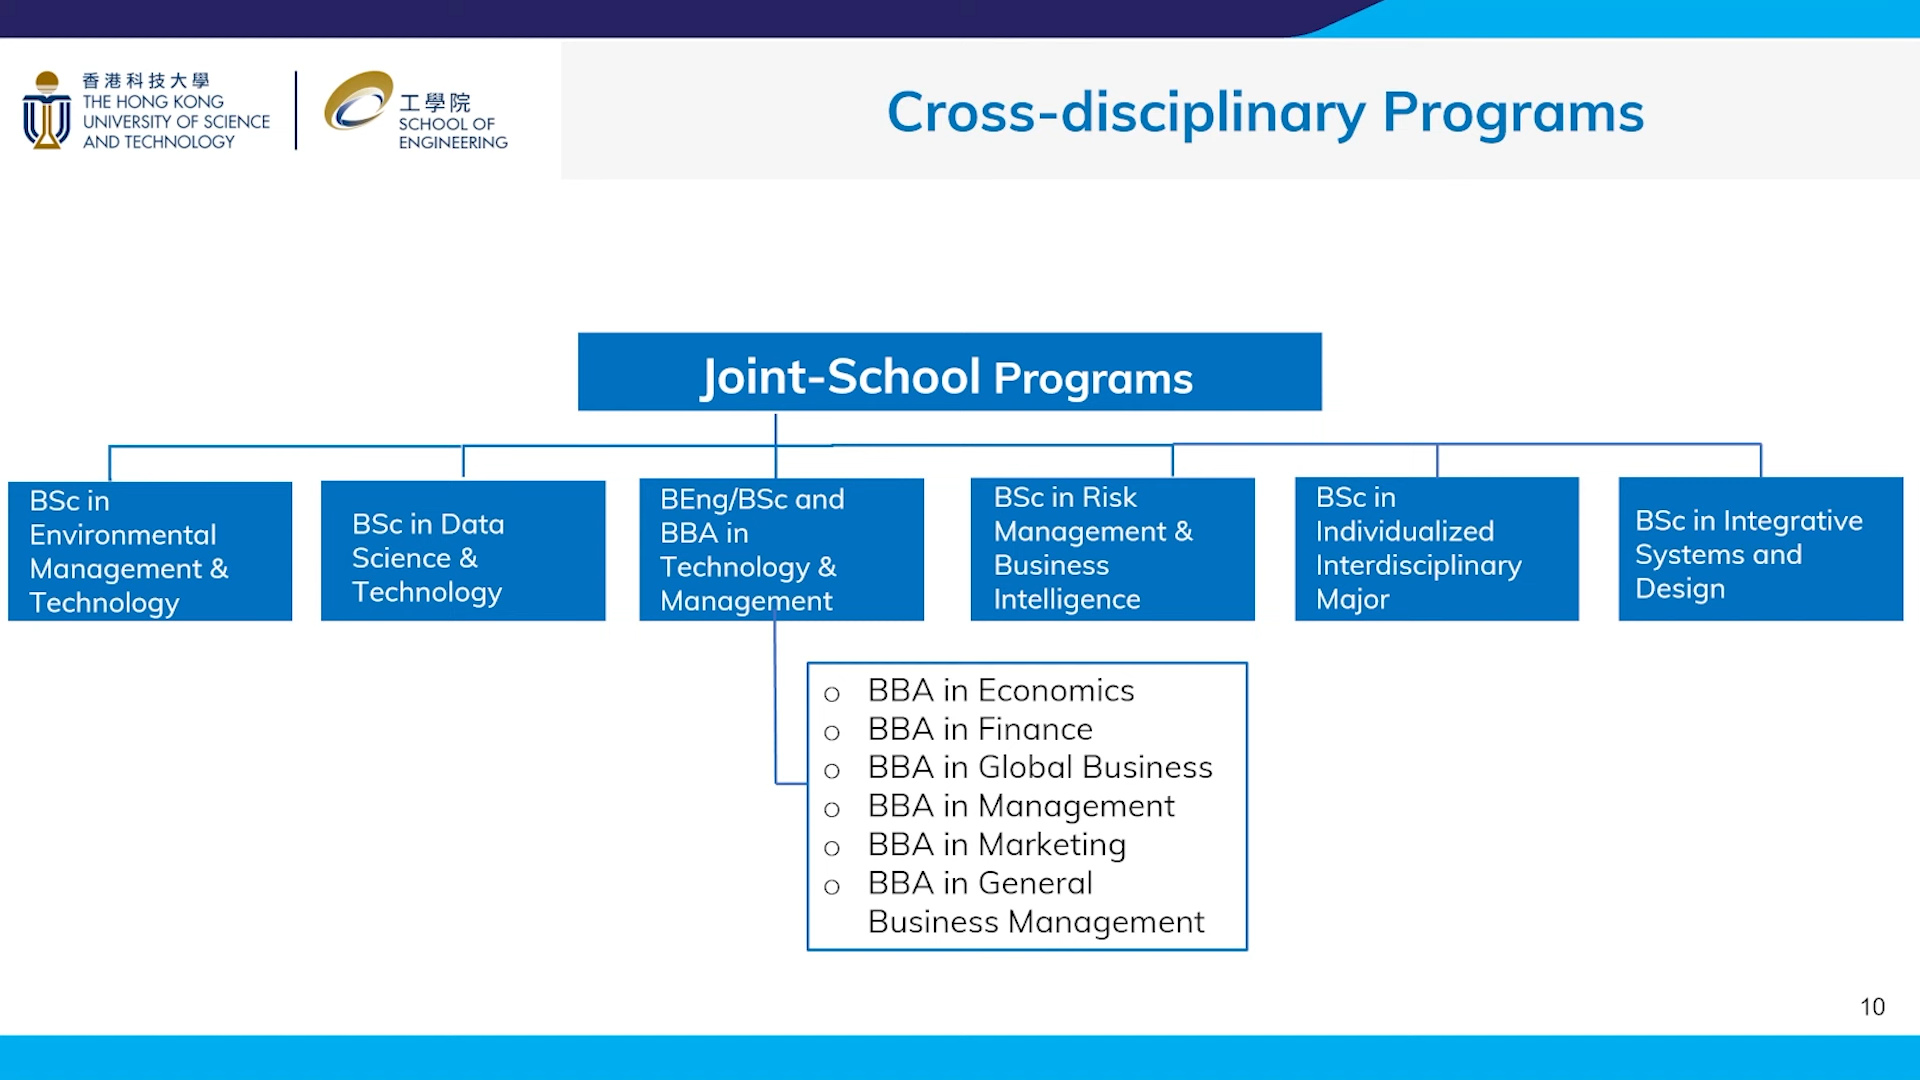 香港科技大學
THE HONG KONG
UNIVERSITY OF SCIENCE
AND TECHNOLOGY
工學院
SCHOOL OF
ENGINEERING
Cross-disciplinary Programs
Joint-School Programs
BSc in
Environmental
Management &
Technology
BSc in Data
Science &
Technology
BEng/BSc and
BBA in
Technology &
Management
BSc in Risk
Management &
Business
Intelligence
BSc in
Individualized
Interdisciplinary
Major
BSc in Integrative
Systems and
Design
o BBA in Economics
o BBA in Finance
o BBA in Global Business
o BBA in Management
o BBA in Marketing
o BBA in General
Business Management
10